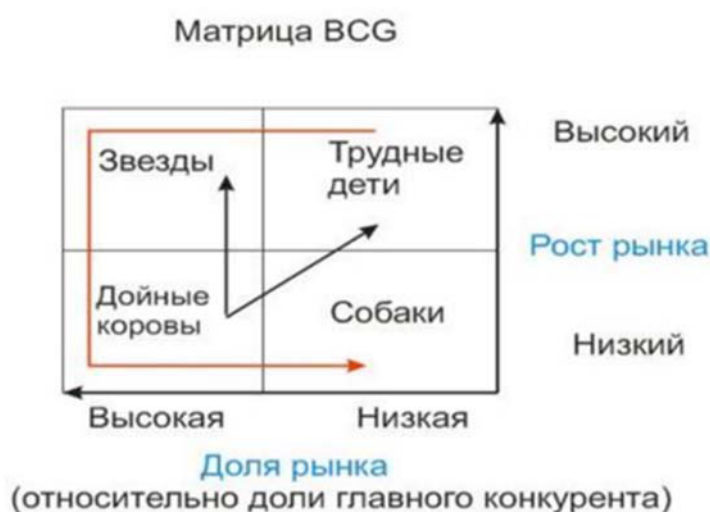 Матрица BCG
Высокий
Звезды
Трудные
дети
Рост рынка
Дойные
коровы
Собаки
Низкий
Высокая
Низкая
Доля рынка
(относительно доли главного конкурента)